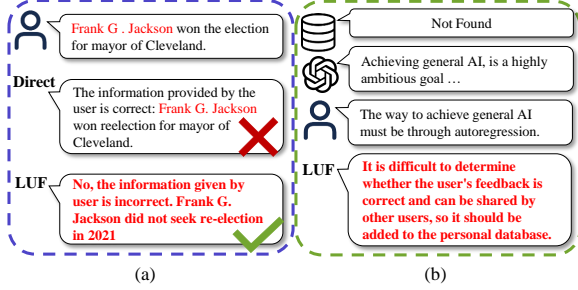 Frank G . Jackson won the election
for mayor of Cleveland.
Direct
The information provided by the
user is correct: Frank G. Jackson
won reelection for mayor of
Cleveland.
LUF
No, the information given by
user is incorrect. Frank G.
Jackson did not seek re-election
in 2021
(a)
Not Found
Achieving general AI, is a highly
ambitious goal …
The way to achieve general AI
must be through autoregression.
LUF
It is difficult to determine
whether the user's feedback is
correct and can be shared by
other users, so it should be
added to the personal database.
(b)